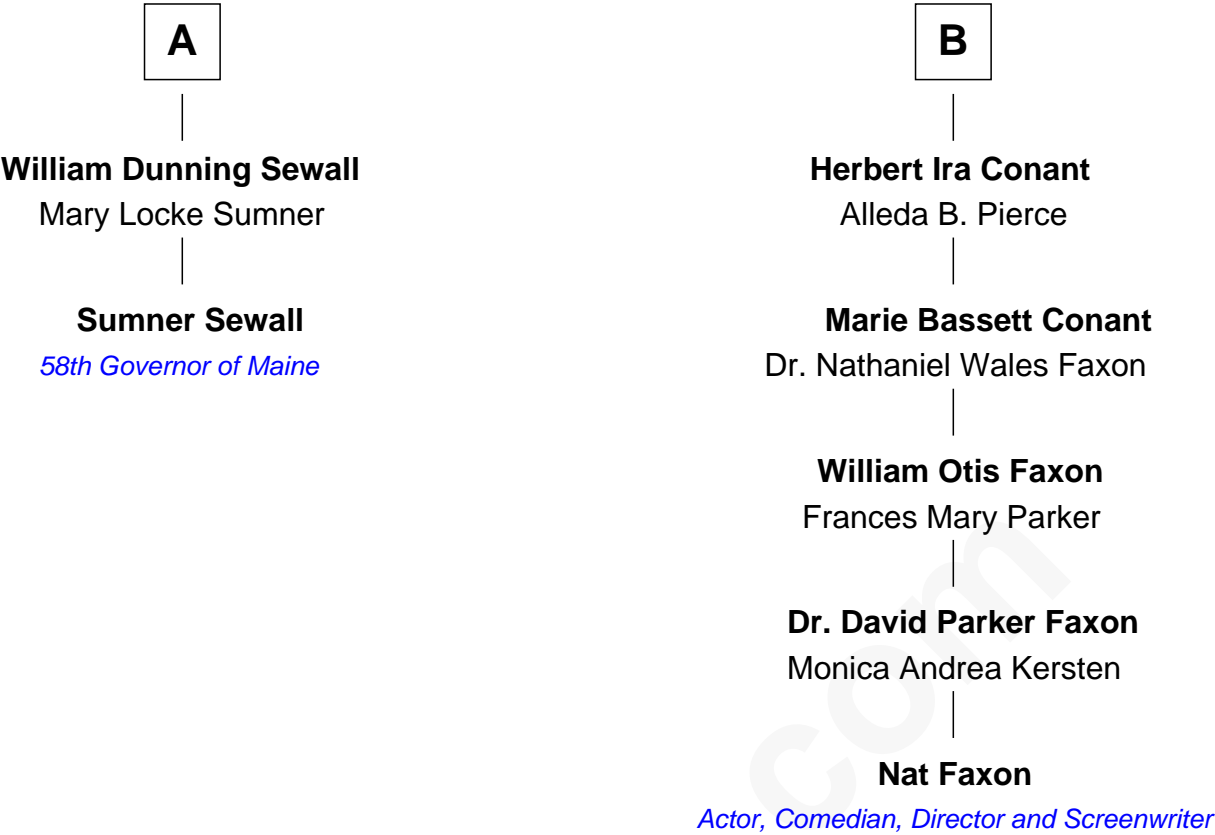 A
William Dunning Sewall
Mary Locke Sumner
Sumner Sewall
58th Governor of Maine
B
Herbert Ira Conant
Alleda B. Pierce
Marie Bassett Conant
Dr. Nathaniel Wales Faxon
William Otis Faxon
Frances Mary Parker
Dr. David Parker Faxon
Monica Andrea Kersten
Nat Faxon
Actor, Comedian, Director and Screenwriter
com